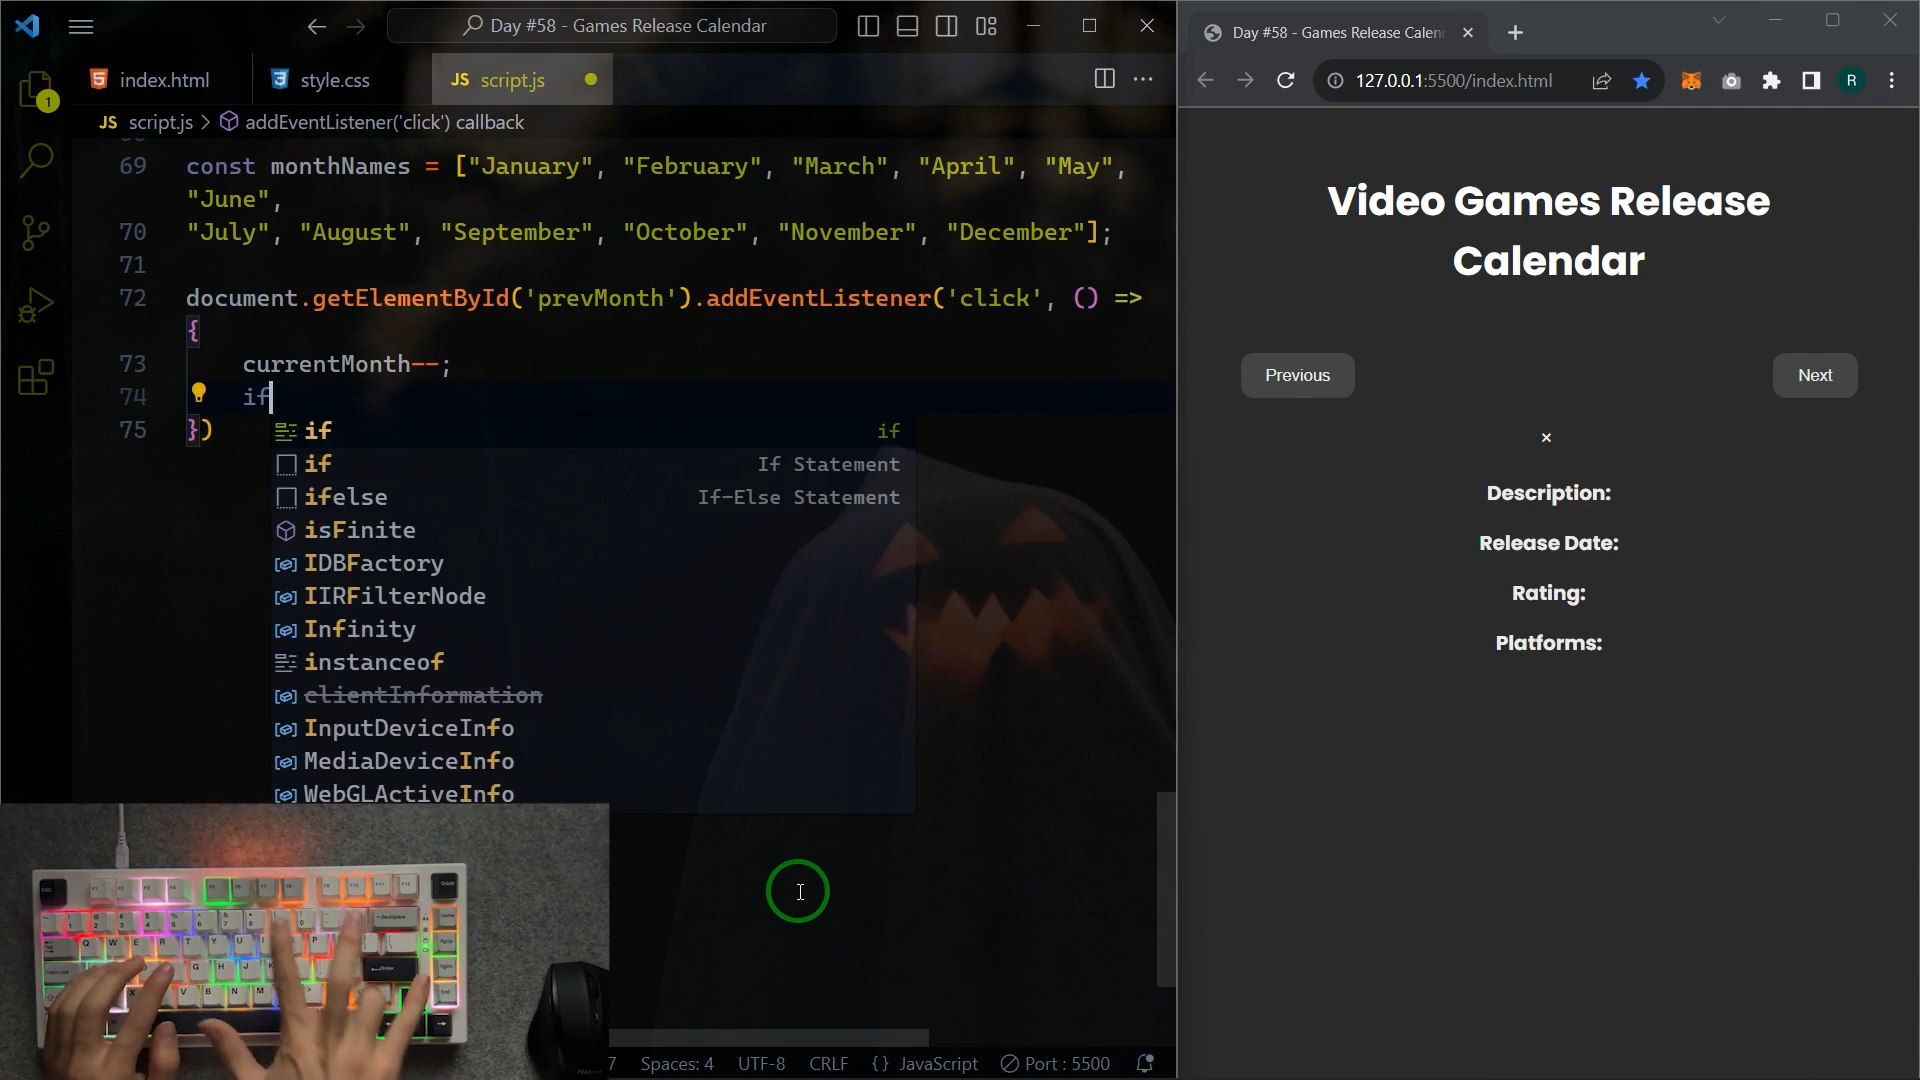 Day #58 - Games Release Calendar
index.html
style.css
JS script.js
1
JS script.js > addEventListener('click') callback
69 const monthNames = ["January", "February", "March", "April", "May",
"June",
70 "July", "August", "September", "October", "November", "December"];
71
72 document.getElementById('prevMonth').addEventListener('click', () =>
{
73 currentMonth--;
74 if
75 })
if if
if If Statement
ifelse If-Else Statement
isFinite
IDBFactory
IIRFilterNode
Infinity
instanceof
clientInformation
InputDeviceInfo
MediaDeviceInfo
WebGLActiveInfo
7 Spaces: 4 UTF-8 CRLF {} JavaScript Port : 5500
Day #58 - Games Release Calen
127.0.0.1:5500/index.html
R
Video Games Release
Calendar
Previous
Next
×
Description:
Release Date:
Rating:
Platforms: